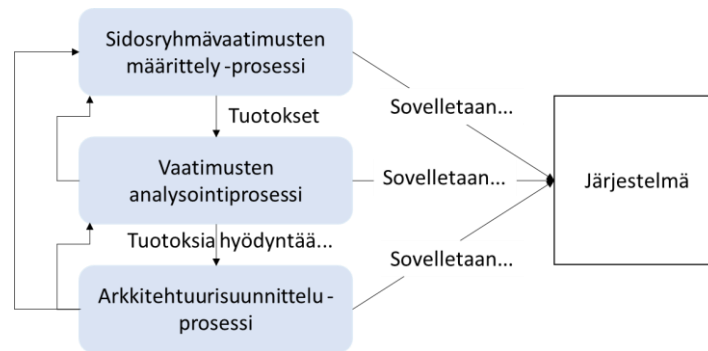 Sidosryhmävaatimusten
määrittely -prosessi
Tuotokset
Sovelletaan...
Vaatimusten
analysointiprosessi
Sovelletaan...
Järjestelmä
Tuotoksia hyödyntää...
Sovelletaan...
Arkkitehtuurisuunnittelu -
prosessi